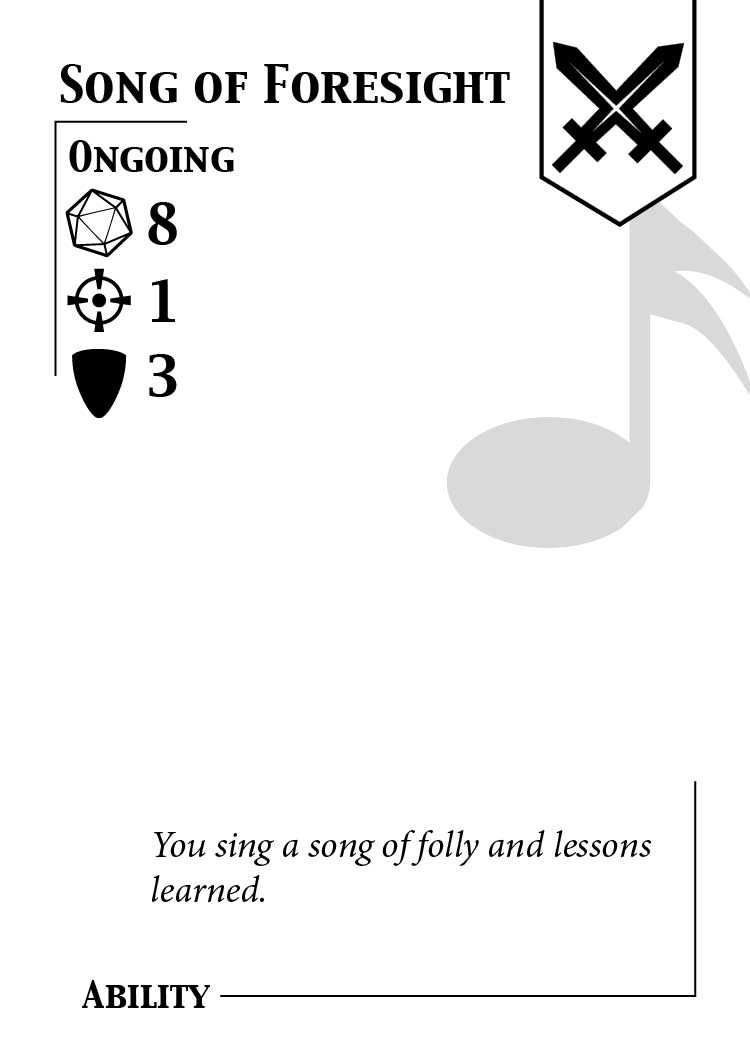 Song of Foresight
Ongoing
8
1
3
You sing a song of folly and lessons
learned.
Ability